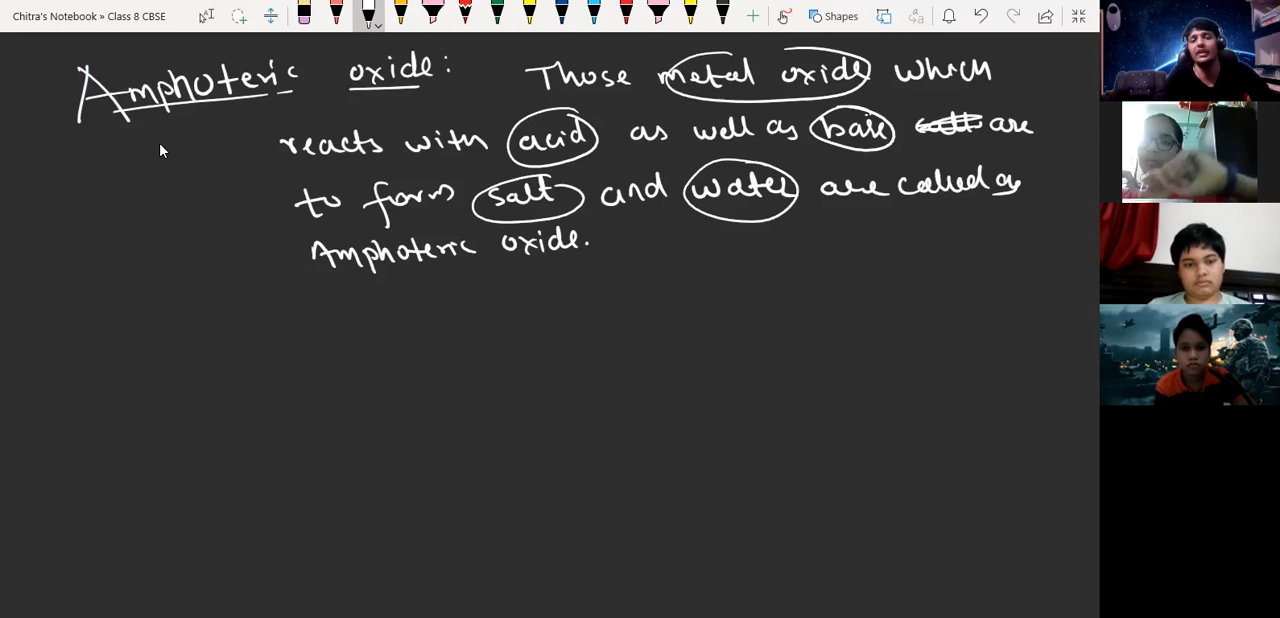 Chitra's Notebook » Class 8 CBSE
Shapes
Amphoteric oxide : Those metal oxide which
reacts with acid as well as base are
to form salt and water are called as
Amphoteric oxide.